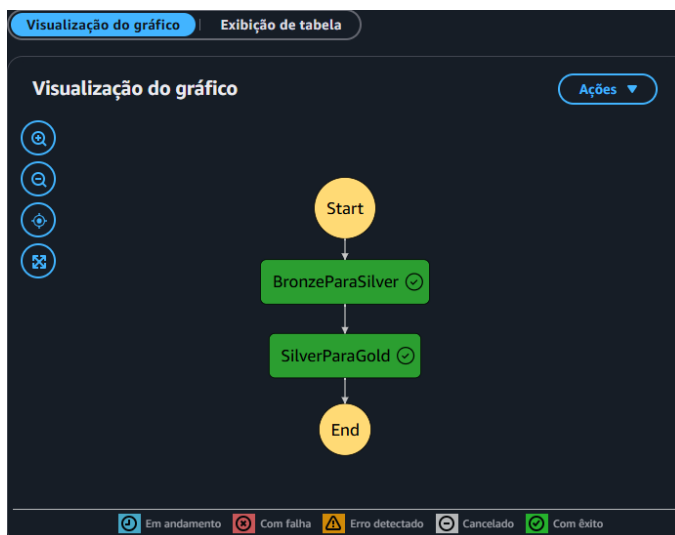 Visualização do gráfico
Exibição de tabela
Visualização do gráfico
Ações
Start
BronzeParaSilver
SilverParaGold
End
Em andamento Com falha Erro detectado Cancelado Com êxito